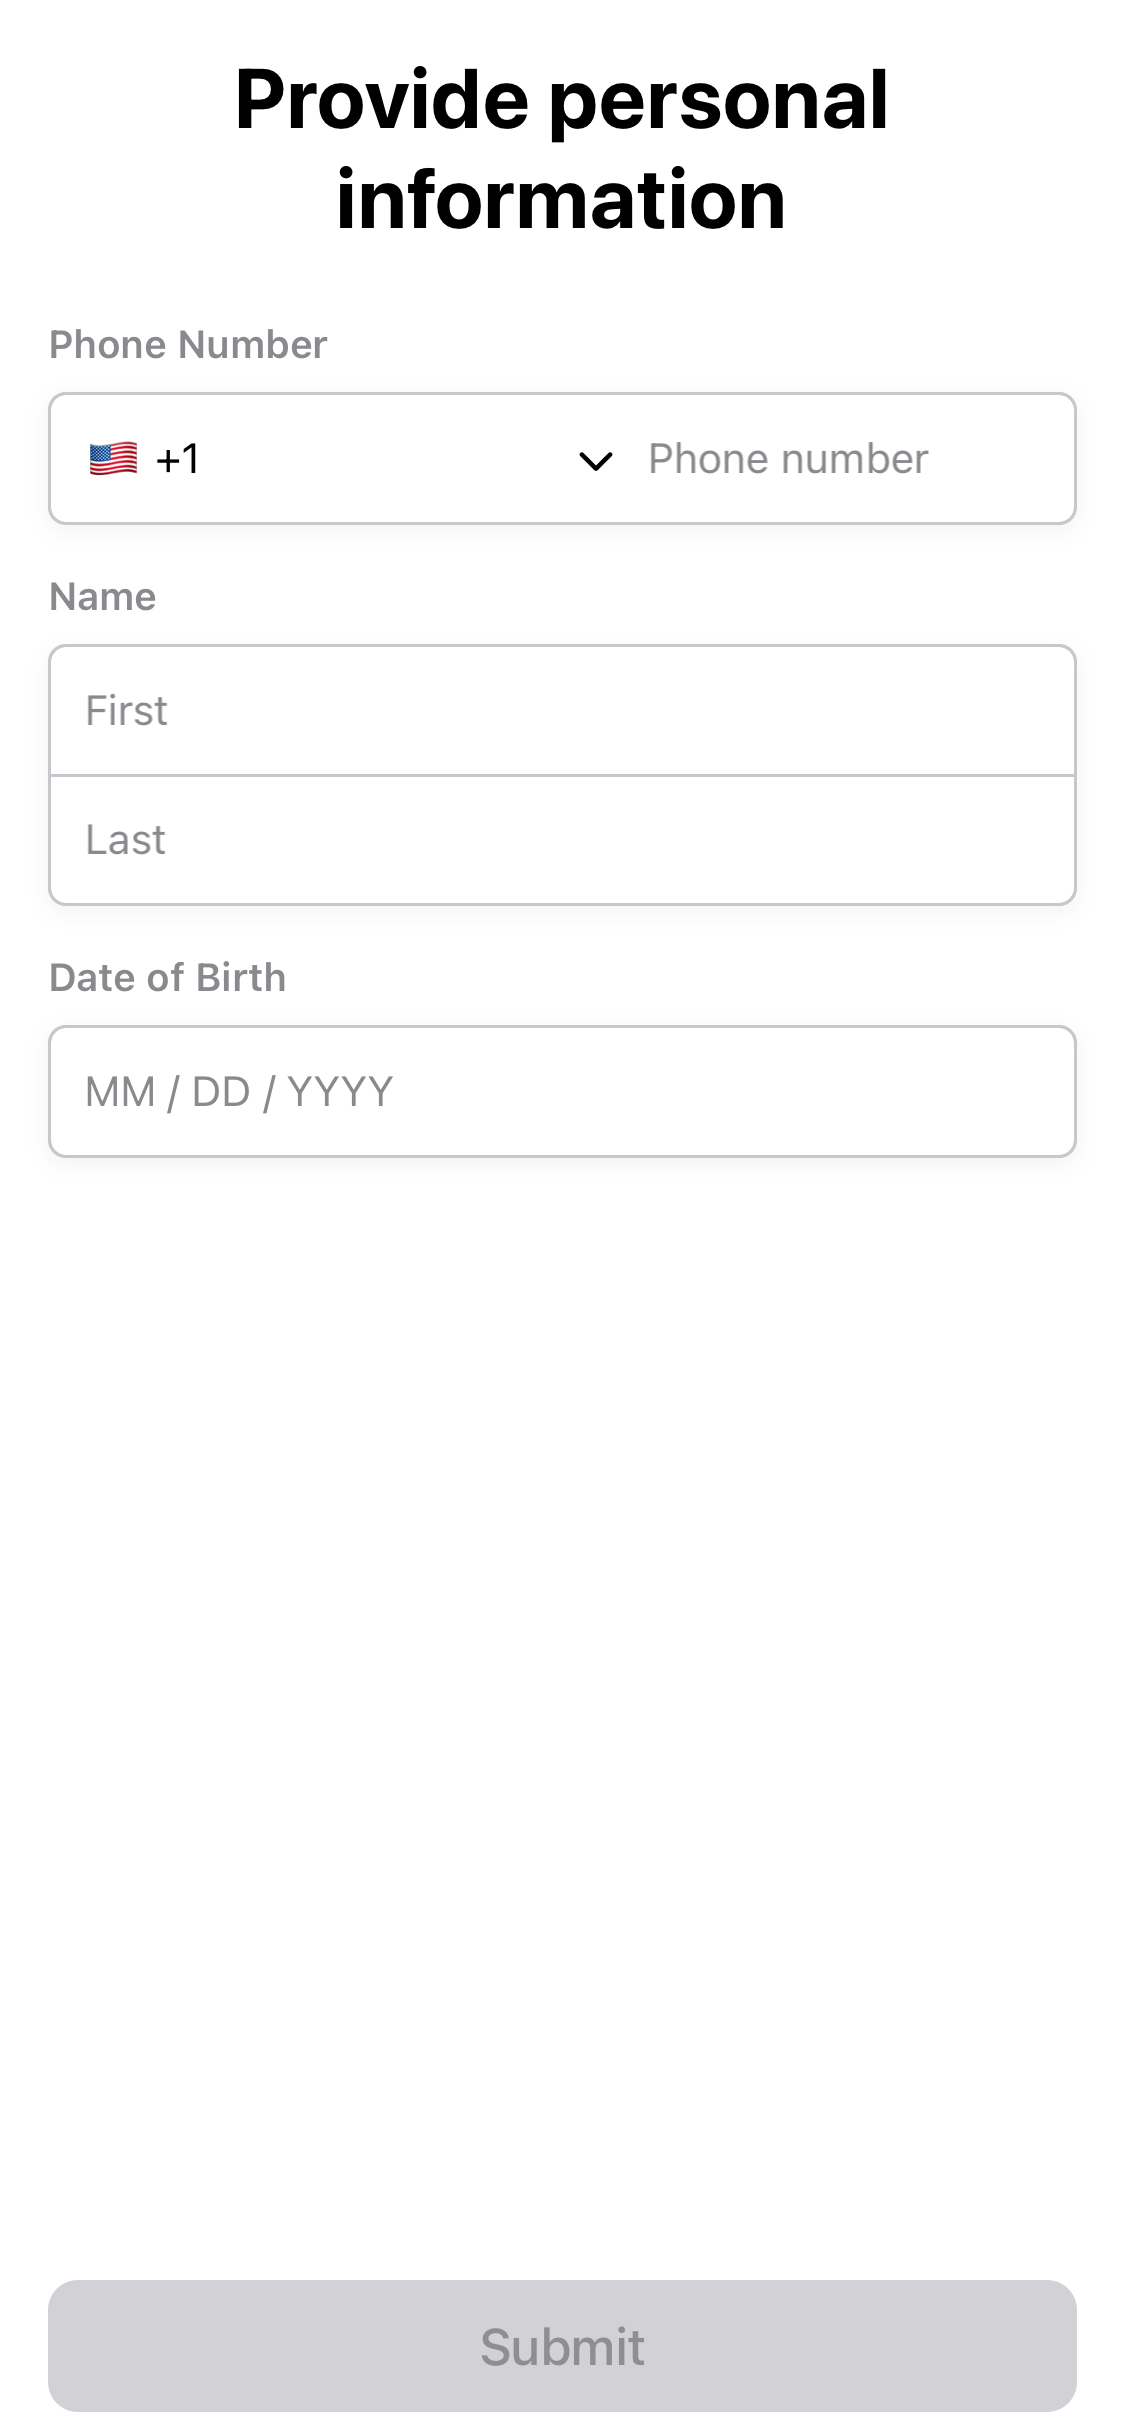 Provide personal
information
Phone Number
🇺🇸 +1 Phone number
Name
First
Last
Date of Birth
MM / DD / YYYY
Submit